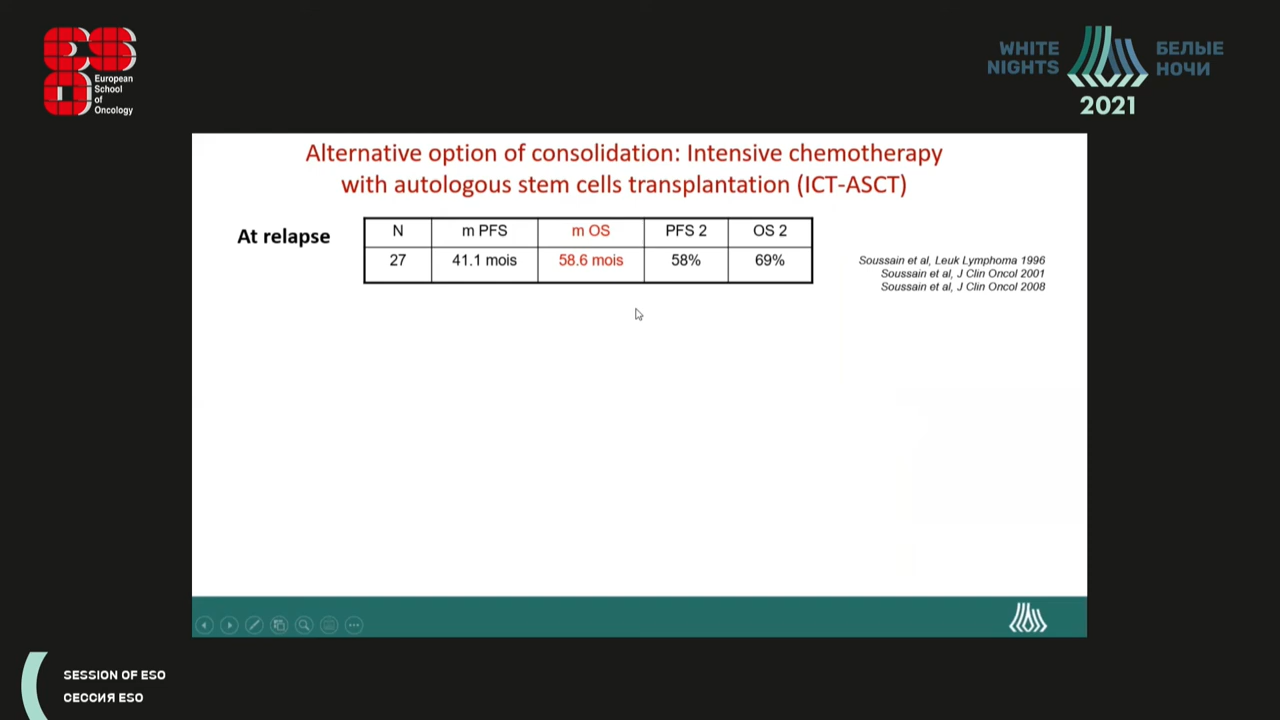 European
School
of
Oncology
WHITE
NIGHTS
БЕЛЫЕ
НОЧИ
2021
Alternative option of consolidation: Intensive chemotherapy
with autologous stem cells transplantation (ICT-ASCT)
At relapse
N m PFS m OS PFS 2 OS 2
27 41.1 mois 58.6 mois 58% 69%
Soussain et al, Leuk Lymphoma 1996
Soussain et al, J Clin Oncol 2001
Soussain et al, J Clin Oncol 2008
SESSION OF ESO
СЕССИЯ ESO